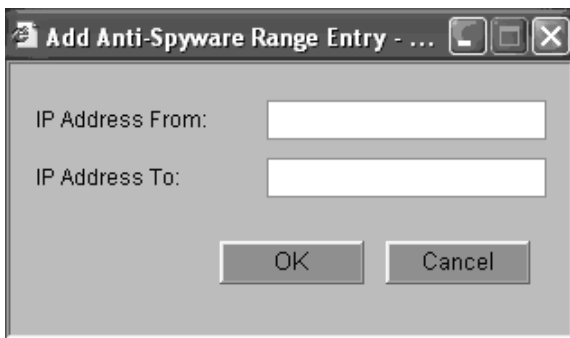 Add Anti-Spyware Range Entry - ...
IP Address From:
IP Address To:
OK Cancel